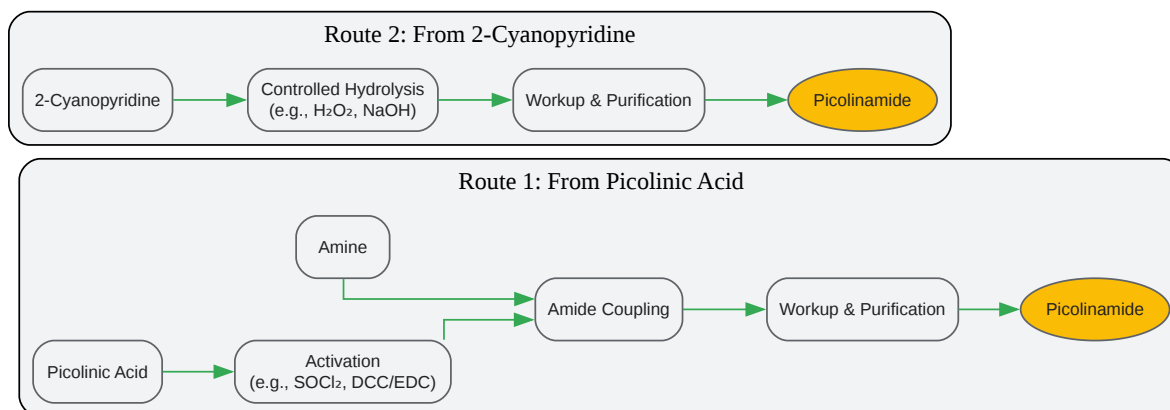 Route 2: From 2-Cyanopyridine
2-Cyanopyridine
Controlled Hydrolysis
(e.g., H₂O₂, NaOH)
Workup & Purification
Picolinamide
Route 1: From Picolinic Acid
Amine
Picolinic Acid
Activation
(e.g., SOCl₂, DCC/EDC)
Amide Coupling
Workup & Purification
Picolinamide